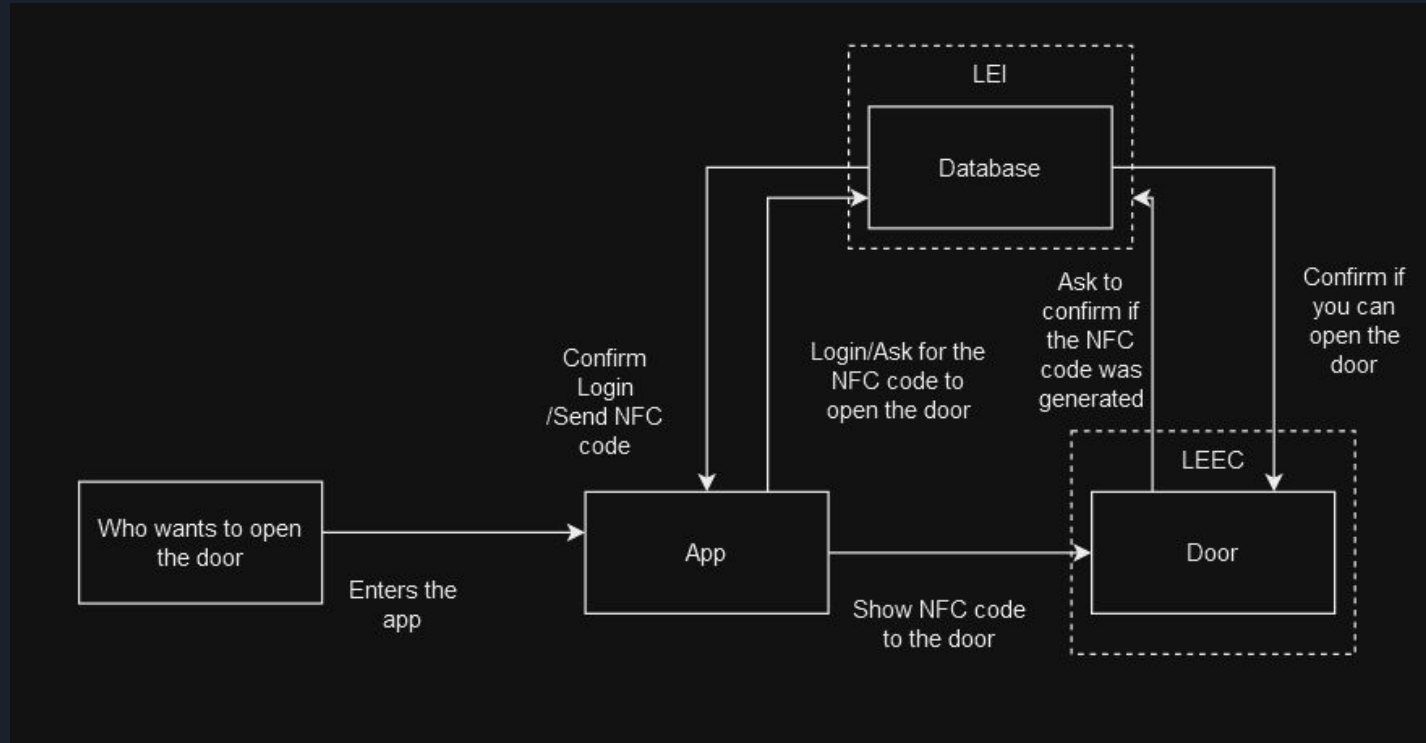 LEI
Database
Confirm if
you can
open the
door
Ask to
confirm if
the NFC
code was
generated
Login/Ask for the
NFC code to
open the door
Confirm
Login
/Send NFC
code
LEEC
Who wants to open
the door
App
Door
Enters the
app
Show NFC code
to the door